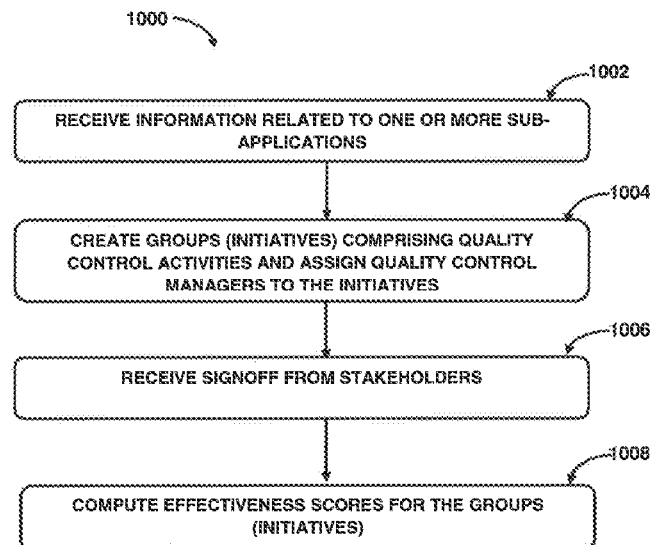 1000
1002
RECEIVE INFORMATION RELATED TO ONE OR MORE SUB-
APPLICATIONS
1004
CREATE GROUPS (INITIATIVES) COMPRISING QUALITY
CONTROL ACTIVITIES AND ASSIGN QUALITY CONTROL
MANAGERS TO THE INITIATIVES
1006
RECEIVE SIGNOFF FROM STAKEHOLDERS
1008
COMPUTE EFFECTIVENESS SCORES FOR THE GROUPS
(INITIATIVES)